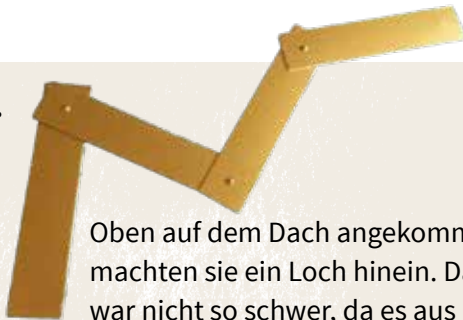 Oben auf dem Dach
machten sie ein Loch hinein.
war nicht so schwer, da es aus